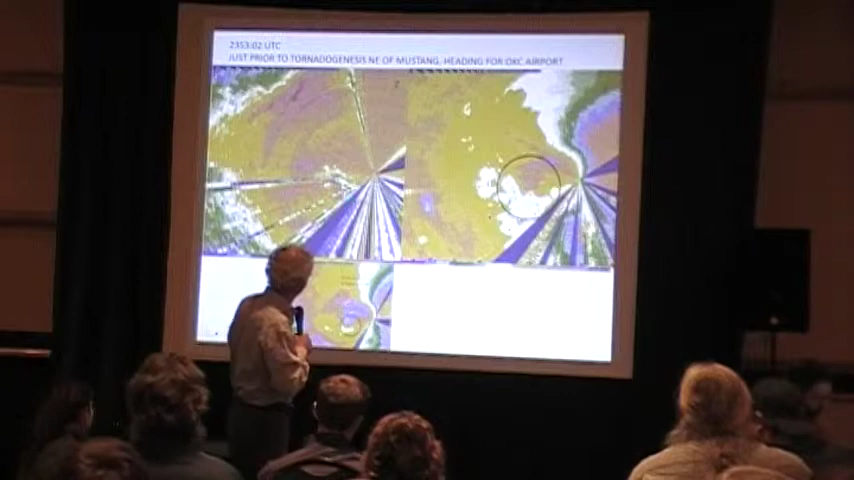 2353:02 UTC
JUST PRIOR TO TORNADOGENESIS NE OF MUSTANG, HEADING FOR OKC AIRPORT